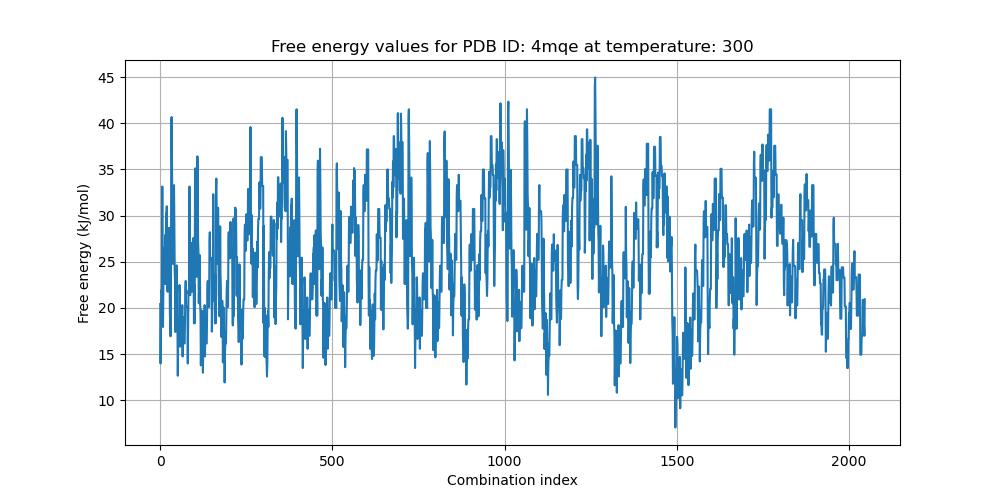 Free energy values for PDB ID: 4mqe at temperature: 300
Free energy (kJ/mol)
45
40
35
30
25
20
15
10
0 500 1000 1500 2000
Combination index